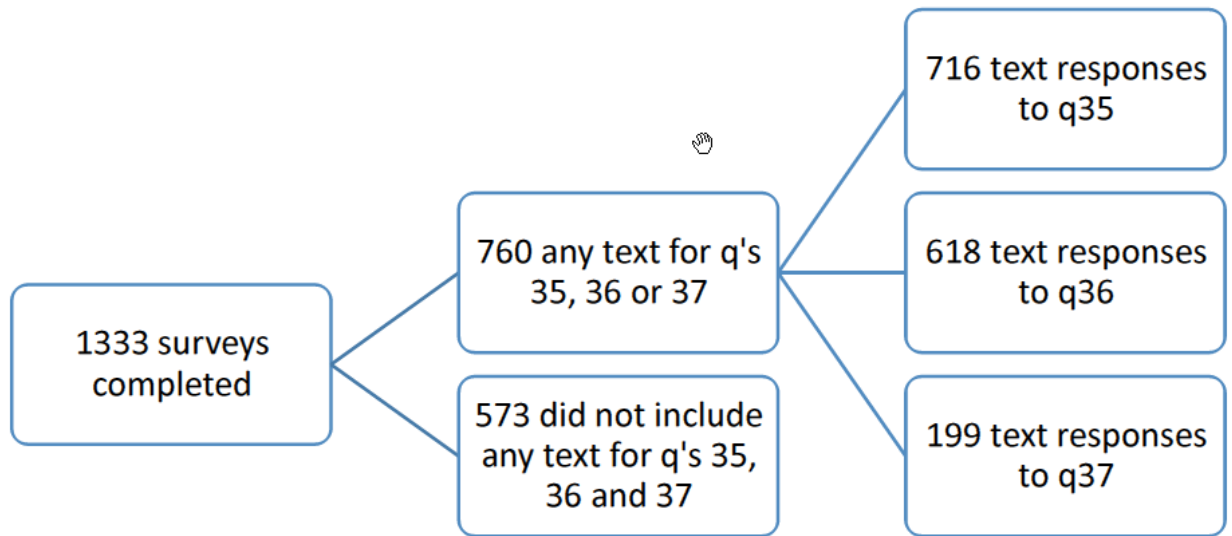 1333 surveys
completed
760 any text for q's
35, 36 or 37
573 did not include
any text for q's 35,
36 and 37
716 text responses
to q35
618 text responses
to q36
199 text responses
to q37